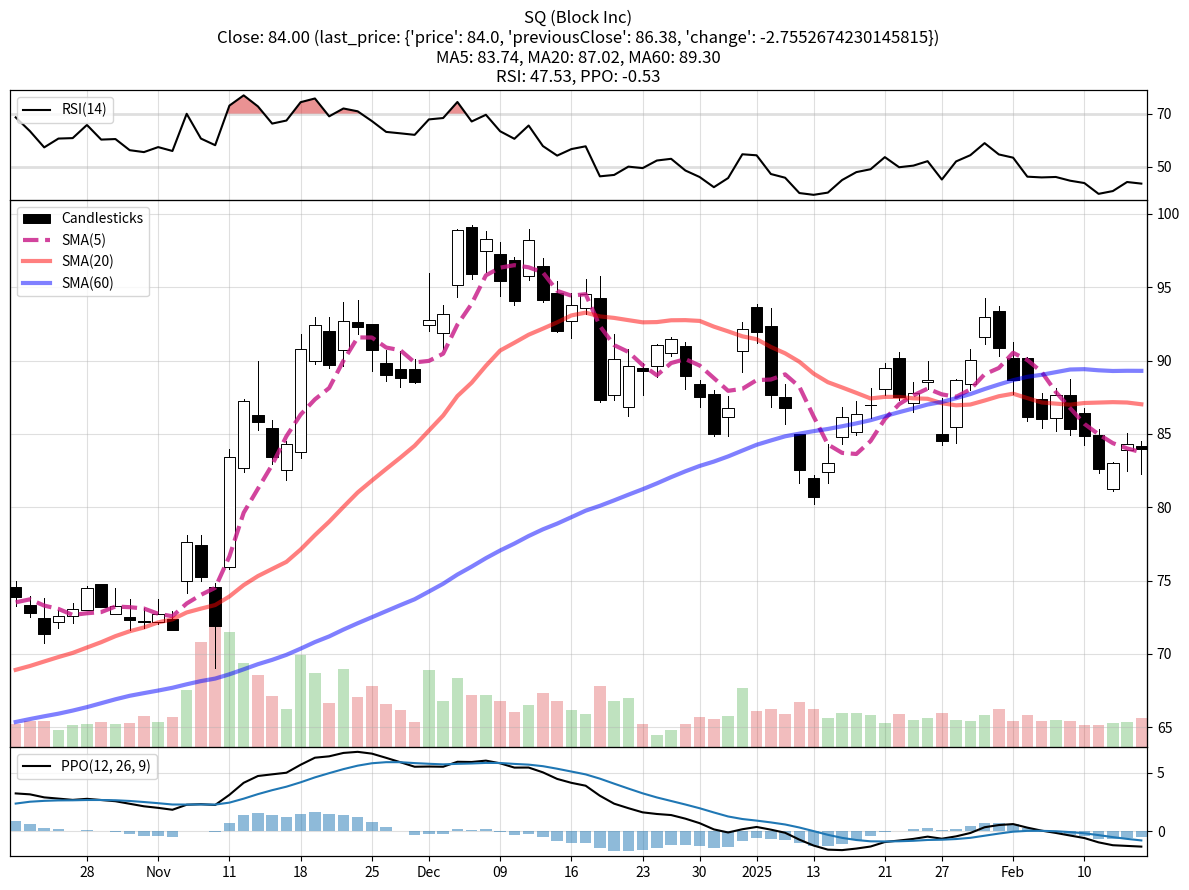 SQ (Block Inc)
Close: 84.00 (last_price: {'price': 84.0, 'previousClose': 86.38, 'change': -2.7552674230145815})
MA5: 83.74, MA20: 87.02, MA60: 89.30
RSI: 47.53, PPO: -0.53
RSI(14)
70
50
Candlesticks
SMA(5)
SMA(20)
SMA(60)
100
95
90
85
80
75
70
65
PPO(12, 26, 9)
5
0
28 Nov 11 18 25 Dec 09 16 23 30 2025 13 21 27 Feb 10